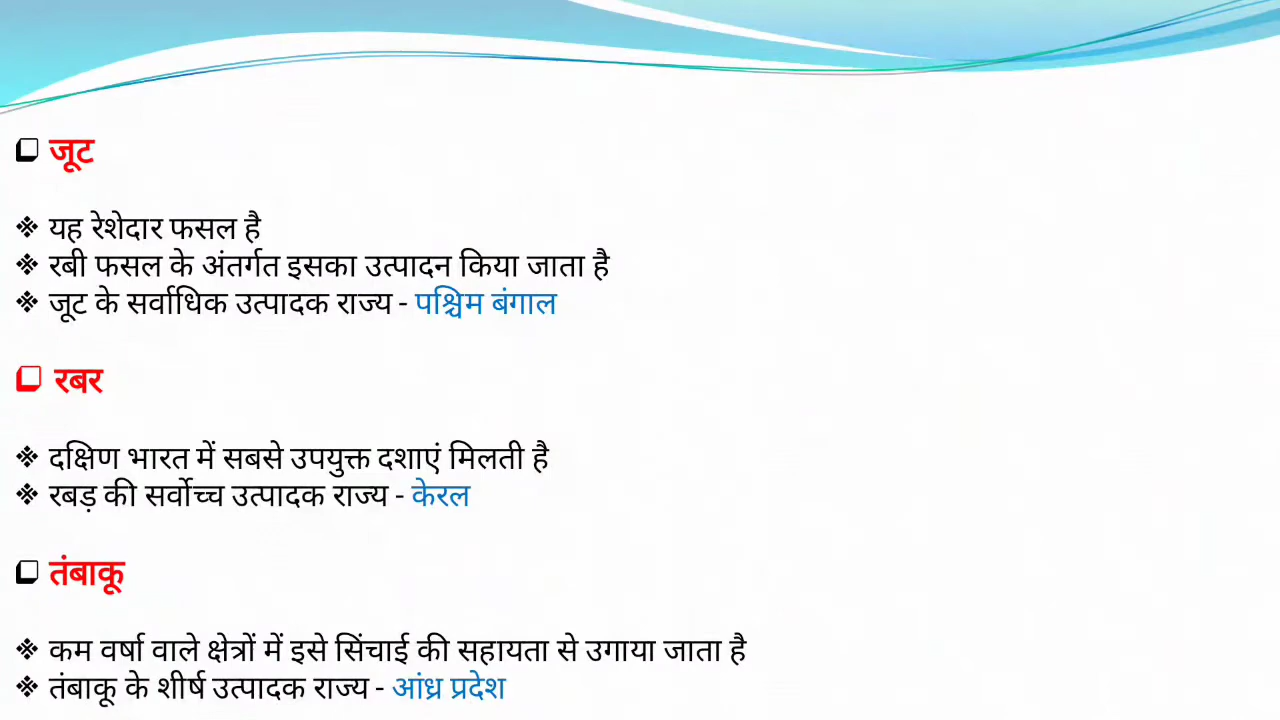 ❑ जूट
❖ यह रेशेदार फसल है
❖ रबी फसल के अंतर्गत इसका उत्पादन किया जाता है
❖ जूट के सर्वाधिक उत्पादक राज्य - पश्चिम बंगाल
❑ रबर
❖ दक्षिण भारत में सबसे उपयुक्त दशाएं मिलती है
❖ रबड़ की सर्वोच्च उत्पादक राज्य - केरल
❑ तंबाकू
❖ कम वर्षा वाले क्षेत्रों में इसे सिंचाई की सहायता से उगाया जाता है
❖ तंबाकू के शीर्ष उत्पादक राज्य - आंध्र प्रदेश